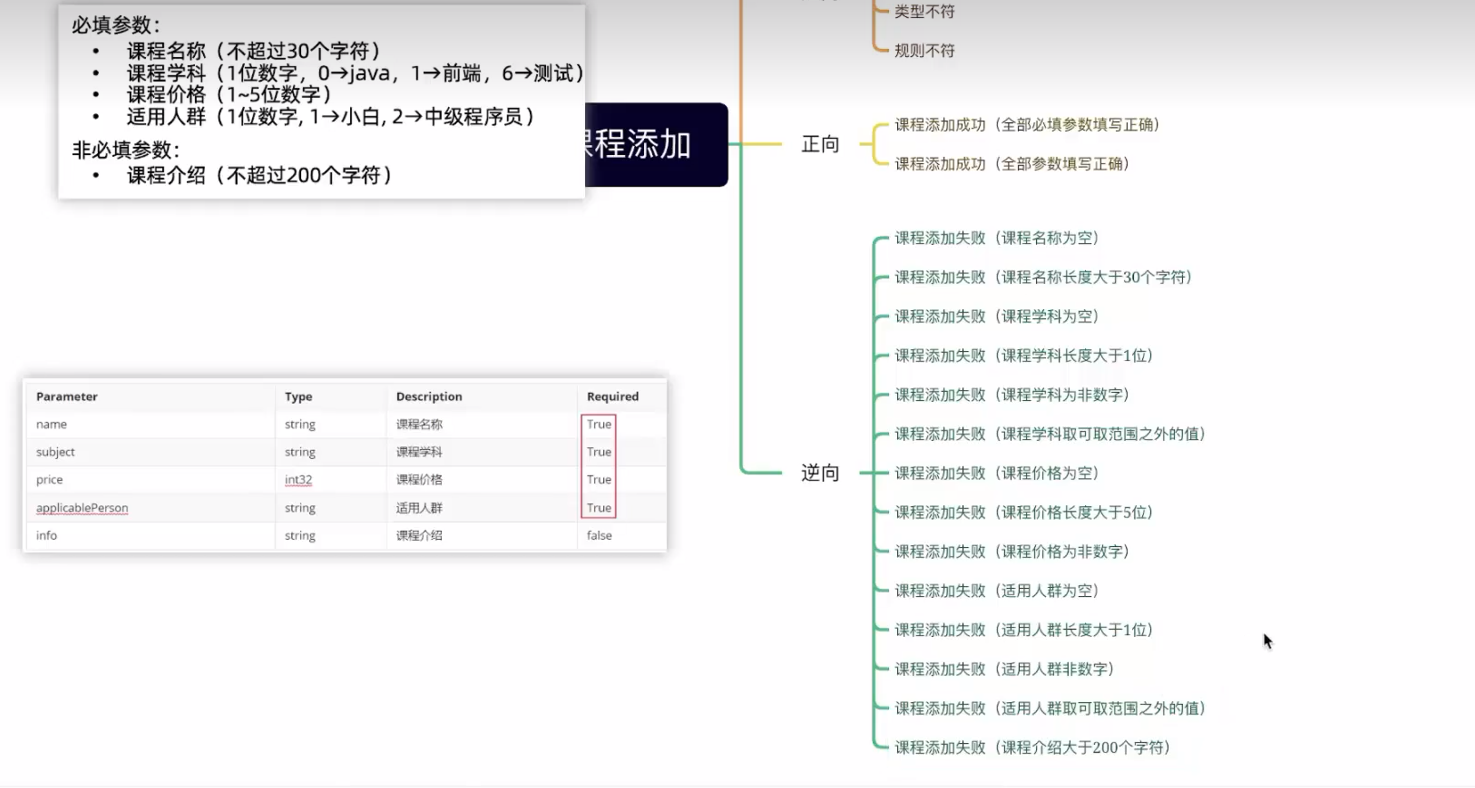 必填参数：
• 课程名称（不超过30个字符）
• 课程学科（1位数字，0→java，1→前端，6→测试）
• 课程价格（1~5位数字）
• 适用人群（1位数字, 1→小白, 2→中级程序员）
非必填参数：
• 课程介绍（不超过200个字符）
程添加
类型不符
规则不符
正向
课程添加成功（全部必填参数填写正确）
课程添加成功（全部参数填写正确）
逆向
课程添加失败（课程名称为空）
课程添加失败（课程名称长度大于30个字符）
课程添加失败（课程学科为空）
课程添加失败（课程学科长度大于1位）
课程添加失败（课程学科为非数字）
课程添加失败（课程学科取可取范围之外的值）
课程添加失败（课程价格为空）
课程添加失败（课程价格长度大于5位）
课程添加失败（课程价格为非数字）
课程添加失败（适用人群为空）
课程添加失败（适用人群长度大于1位）
课程添加失败（适用人群非数字）
课程添加失败（适用人群取可取范围之外的值）
课程添加失败（课程介绍大于200个字符）
Parameter Type Description Required
name string 课程名称 True
subject string 课程学科 True
price int32 课程价格 True
applicablePerson string 适用人群 True
info string 课程介绍 false